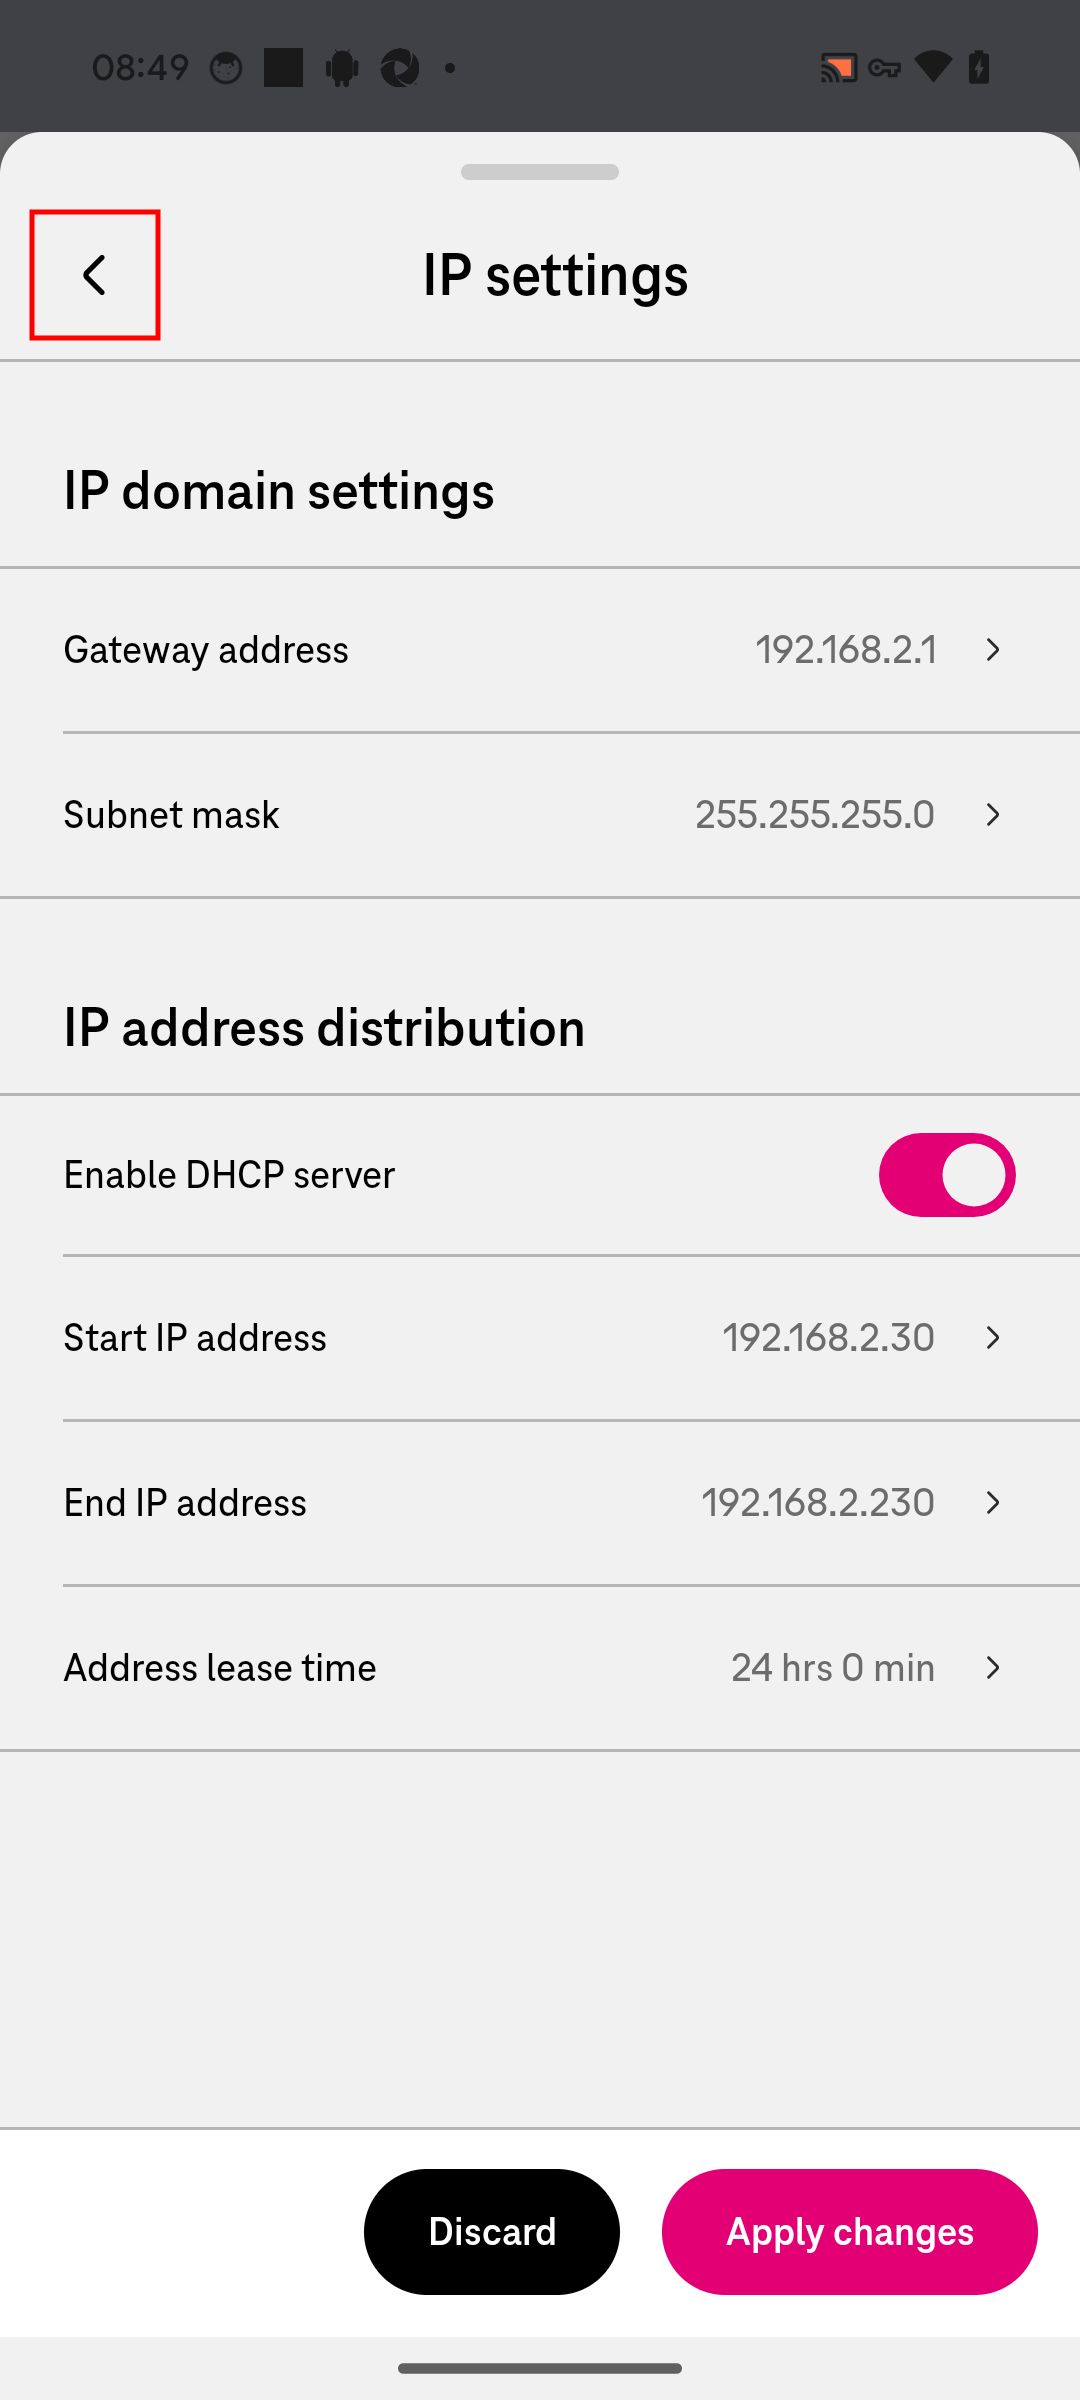 08:49
IP settings
IP domain settings
Gateway address 192.168.2.1
Subnet mask 255.255.255.0
IP address distribution
Enable DHCP server
Start IP address 192.168.2.30
End IP address 192.168.2.230
Address lease time 24 hrs 0 min
Discard Apply changes